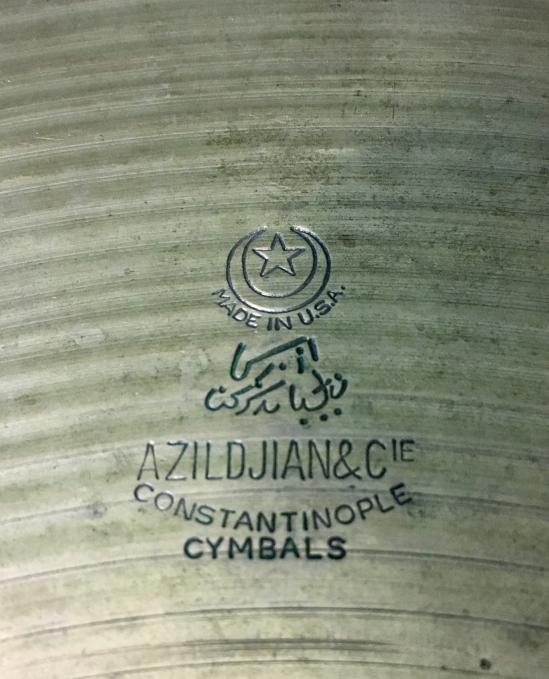 MADE IN U.S.A.
AZILDJIAN & CIE
CONSTANTINOPLE
CYMBALS